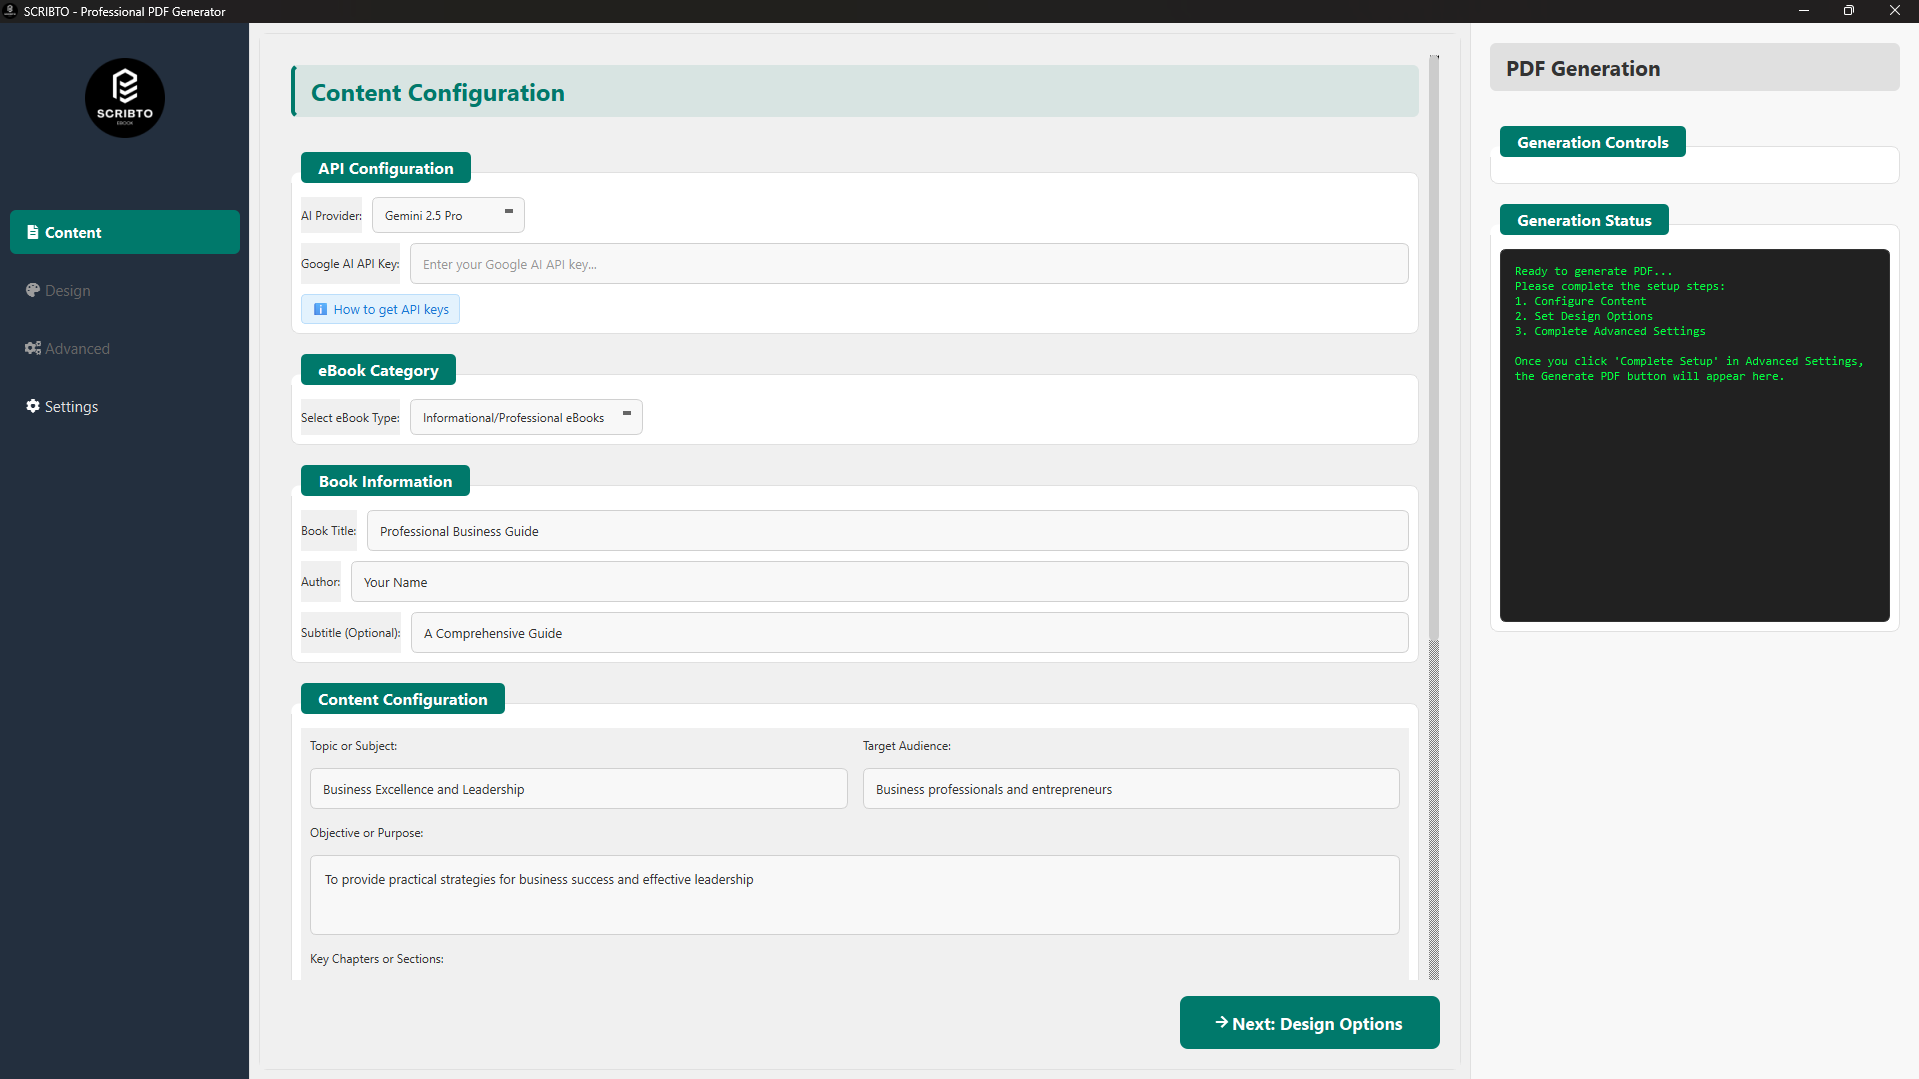 SCRIBTO - Professional PDF Generator
SCRIBTO
EBOOK
Content
Design
Advanced
Settings
Content Configuration
API Configuration
AI Provider:
Gemini 2.5 Pro
Google AI API Key:
Enter your Google AI API key...
How to get API keys
eBook Category
Select eBook Type:
Informational/Professional eBooks
Book Information
Book Title:
Professional Business Guide
Author:
Your Name
Subtitle (Optional):
A Comprehensive Guide
Content Configuration
Topic or Subject:
Target Audience:
Business Excellence and Leadership
Business professionals and entrepreneurs
Objective or Purpose:
To provide practical strategies for business success and effective leadership
Key Chapters or Sections:
Next: Design Options
PDF Generation
Generation Controls
Generation Status
Ready to generate PDF...
Please complete the setup steps:
1. Configure Content
2. Set Design Options
3. Complete Advanced Settings
Once you click 'Complete Setup' in Advanced Settings,
the Generate PDF button will appear here.